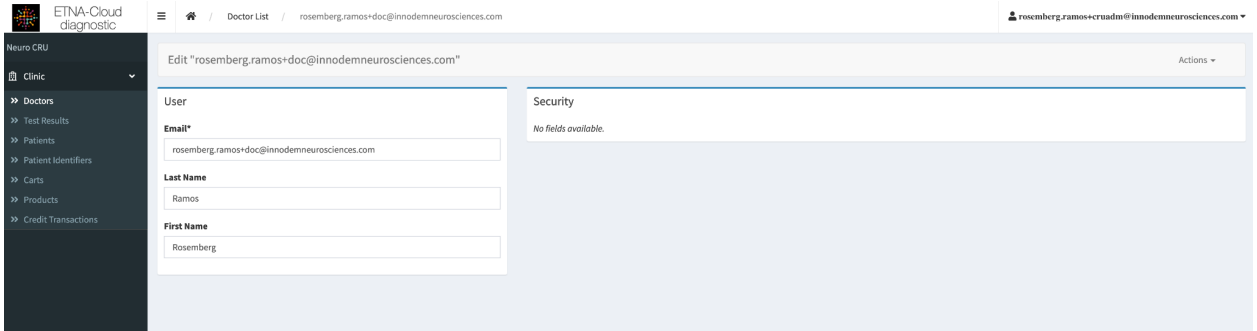 ETNA-Cloud
diagnostic
/ Doctor List / rosemberg.ramos+doc@innodemneurosciences.com
rosemberg.ramos+cruadm@innodemneurosciences.com
Neuro CRU
Clinic
Doctors
Test Results
Patients
Patient Identifiers
Carts
Products
Credit Transactions
Edit "rosemberg.ramos+doc@innodemneurosciences.com"
Actions
User
Email*
rosemberg.ramos+doc@innodemneurosciences.com
Last Name
Ramos
First Name
Rosemberg
Security
No fields available.